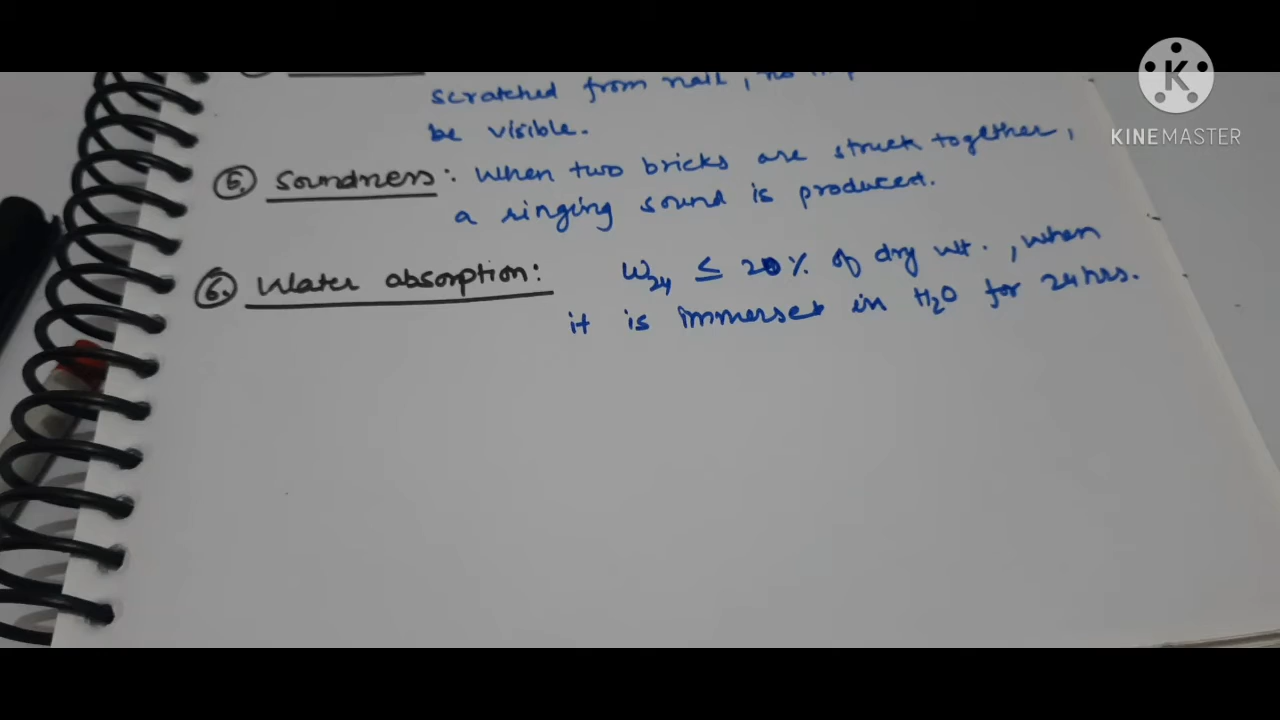 scratched from nail, no
be visible.
5. Soundness: When two bricks are struck together,
a ringing sound is produced.
6. Water absorption: W24 ≤ 20% of dry wt., when
it is immersed in H₂O for 24 hrs.
K
KINEMASTER